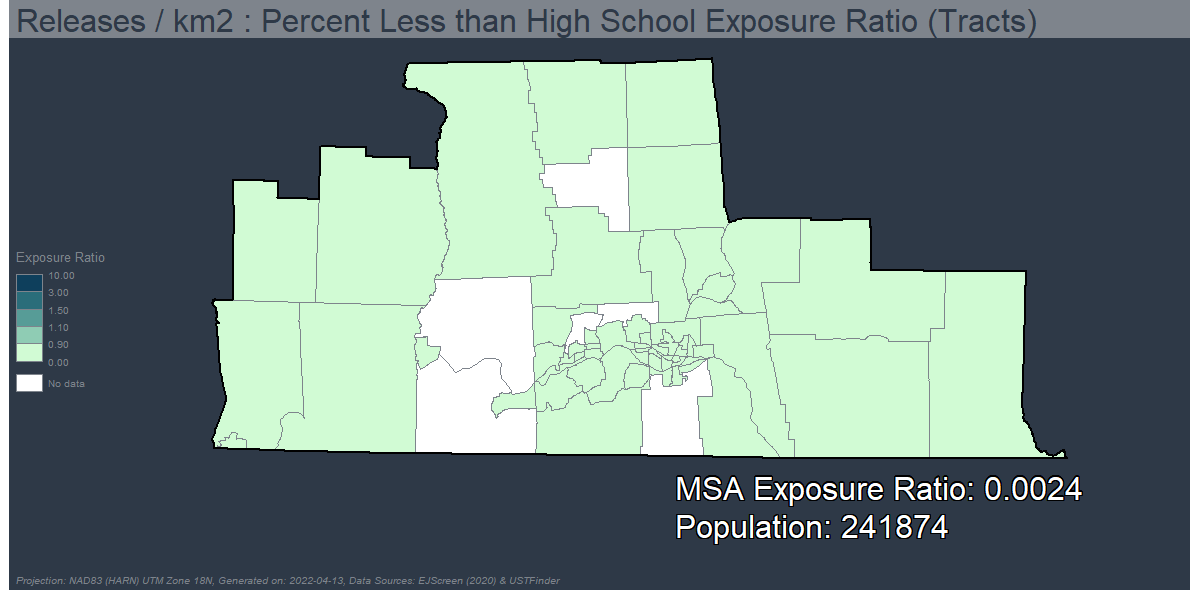 Releases / km2 : Percent Less than High School Exposure Ratio (Tracts)
Exposure Ratio
10.00
3.00
1.50
1.10
0.90
0.00
No data
MSA Exposure Ratio: 0.0024
Population: 241874
Projection: NAD83 (HARN) UTM Zone 18N, Generated on: 2022-04-13, Data Sources: EJScreen (2020) & USTFinder